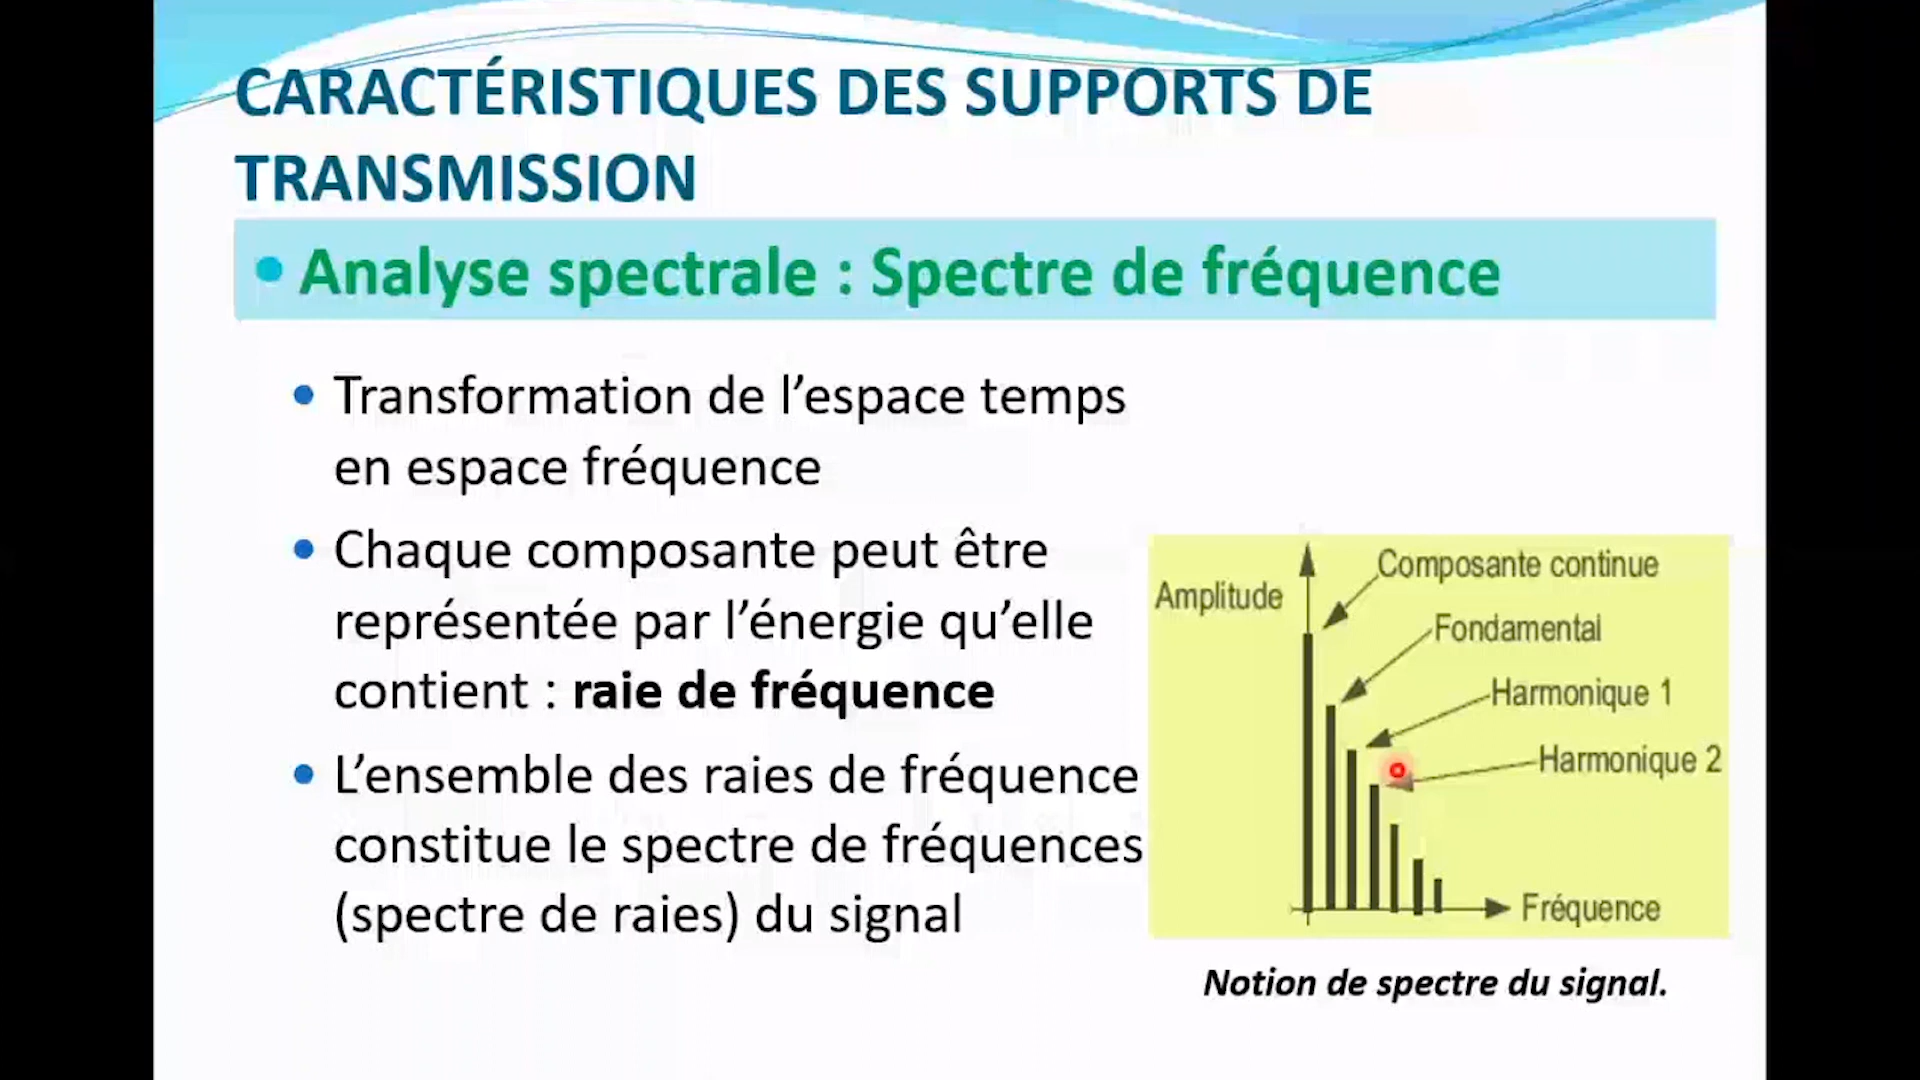 CARACTÉRISTIQUES DES SUPPORTS DE
TRANSMISSION
• Analyse spectrale : Spectre de fréquence
• Transformation de l’espace temps
en espace fréquence
• Chaque composante peut être
représentée par l’énergie qu’elle
contient : raie de fréquence
• L’ensemble des raies de fréquence
constitue le spectre de fréquences
(spectre de raies) du signal
Composante continue
Amplitude
Fondamental
Harmonique 1
Harmonique 2
Fréquence
Notion de spectre du signal.